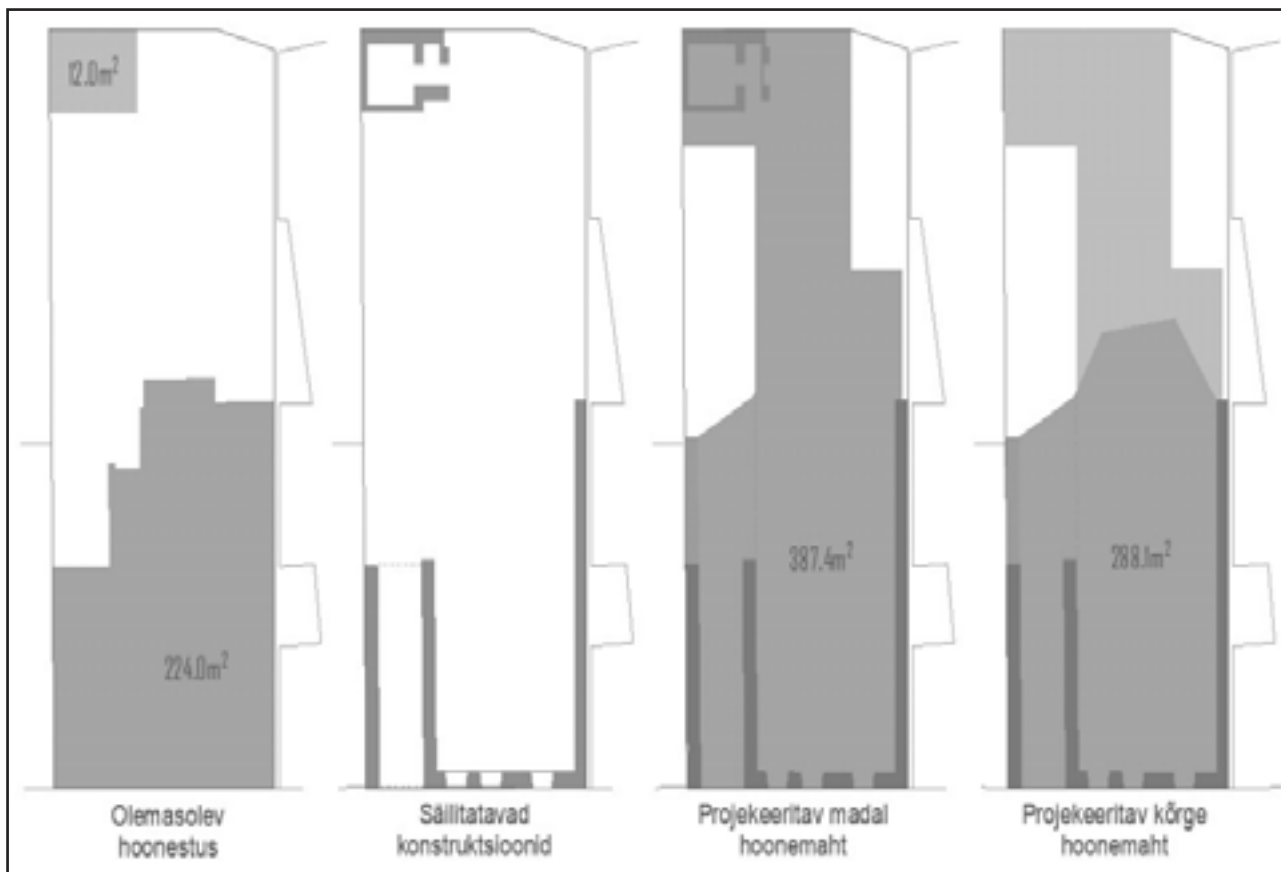 12.0m²
224.0m²
Olemasolev
hoonestus
Säilitatavad
konstruktsioonid
387.4m²
Projekeeritav madal
hoonemaht
288.1m²
Projekeeritav kõrge
hoonemaht